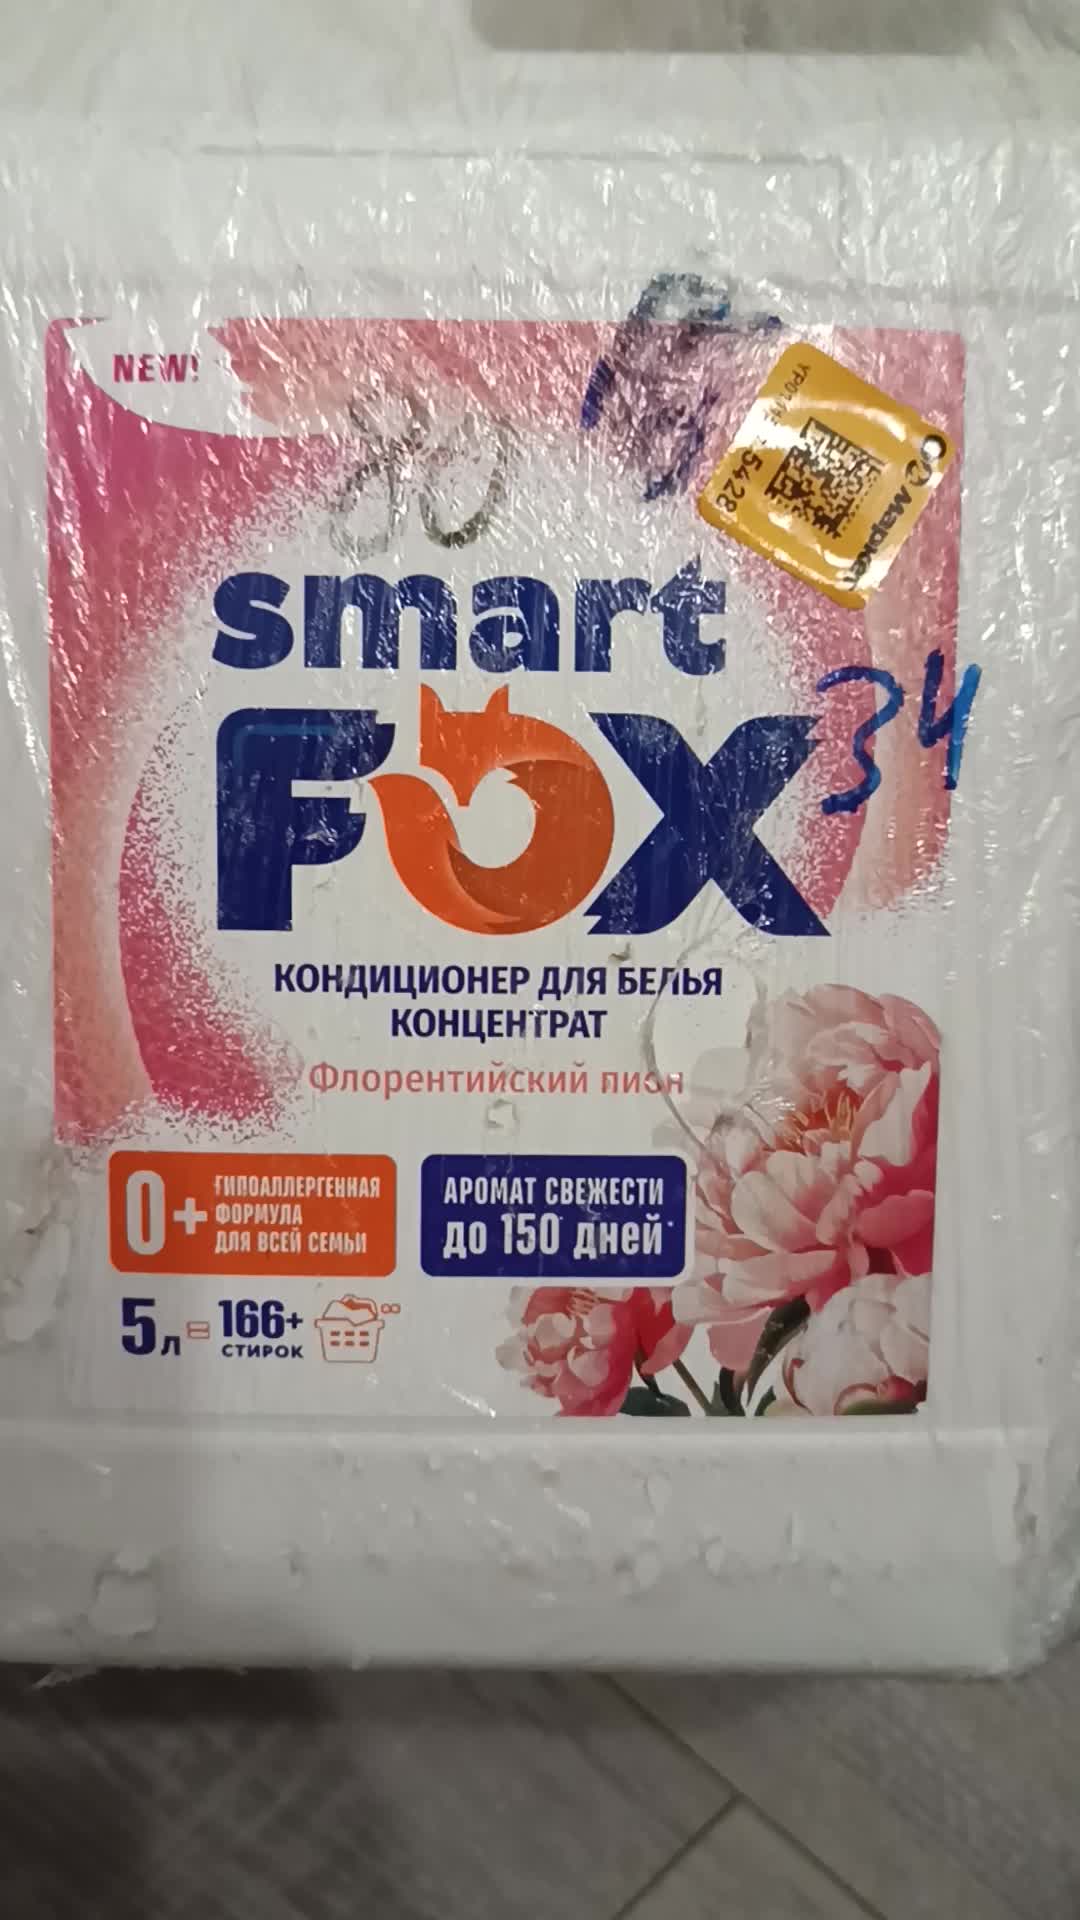 NEW!
маркет
34
smart
FOX
КОНДИЦИОНЕР ДЛЯ БЕЛЬЯ
КОНЦЕНТРАТ
Флорентийский пион
0+
ГИПОАЛЛЕРГЕННАЯ
ФОРМУЛА
ДЛЯ ВСЕЙ СЕМЬИ
АРОМАТ СВЕЖЕСТИ
до 150 дней*
5л = 166+
СТИРОК